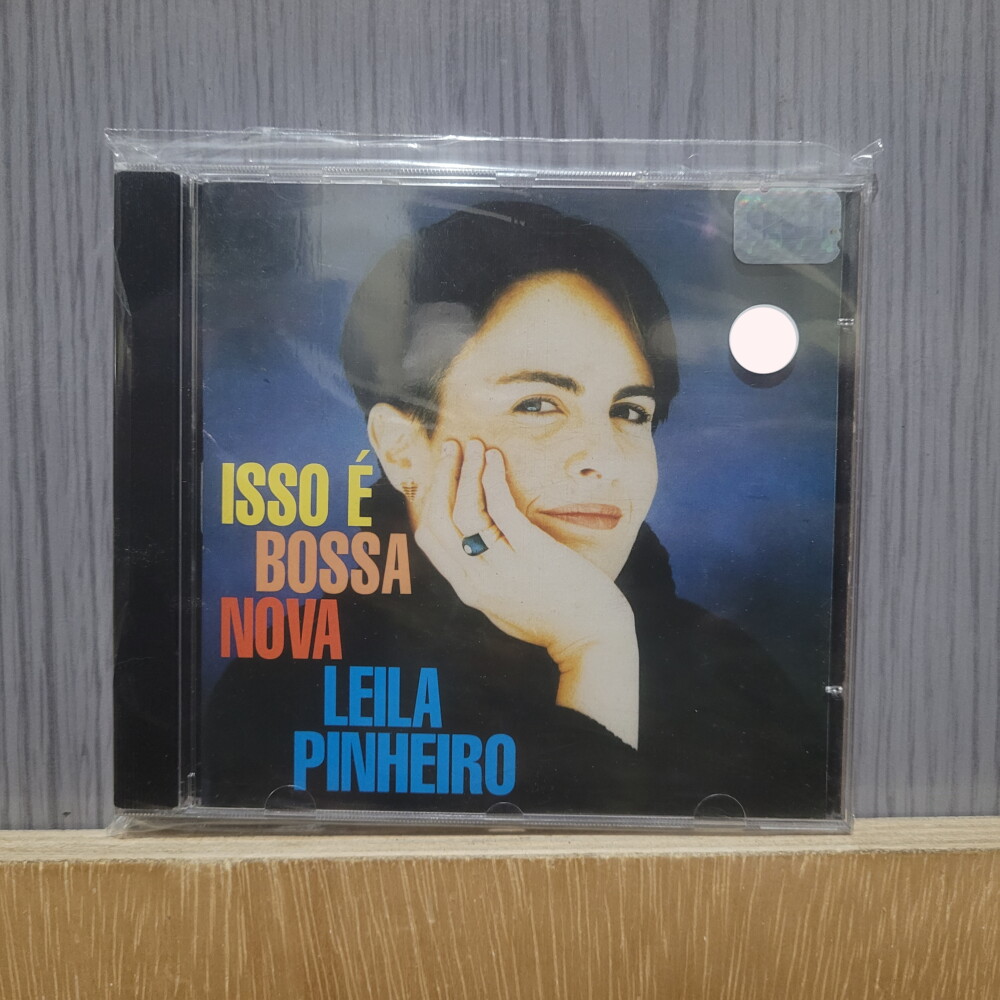 ISSO É
BOSSA
NOVA
LEILA
PINHEIRO